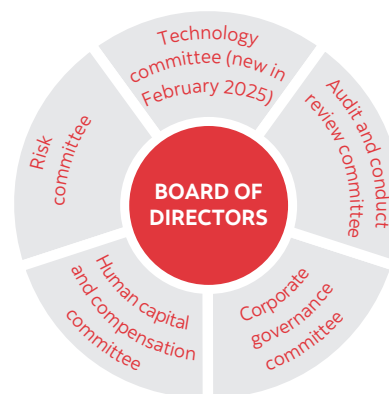 Technology
committee (new in
February 2025)
Audit and conduct
review committee
Corporate
governance
committee
Human capital
and compensation
committee
Risk
committee
BOARD OF
DIRECTORS